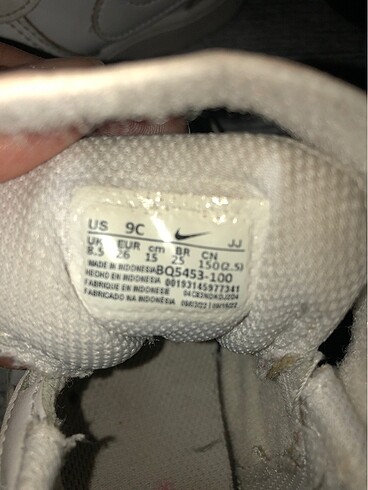 US 9C JJ
UK EUR cm BR CN
8.5 26 15 25 150(2.5)
MADE IN INDONESIA BQ5453-100
HECHO EN INDONESIA 00193145977341
FABRIQUE EN INDONESIE
FABRICADO NA INDONESIA